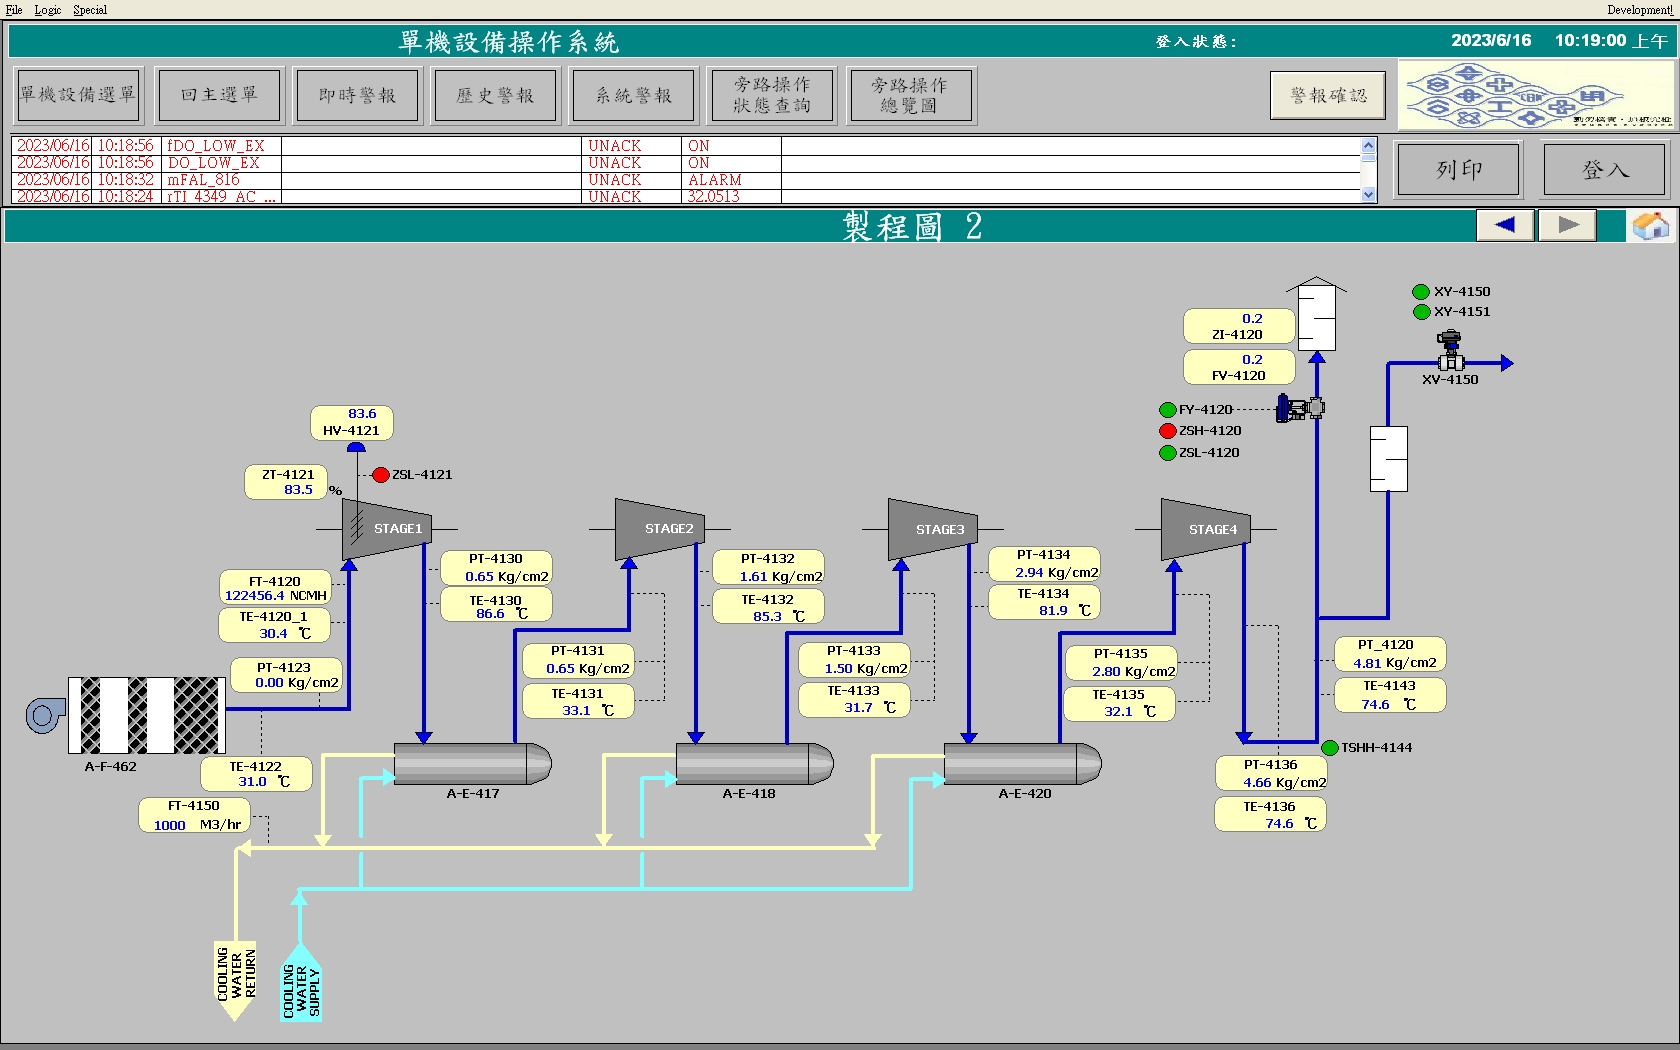 File Logic Special Development!
單機設備操作系統 登入狀態: 2023/6/16 10:19:00 上午
單機設備選單 回主選單 即時警報 歷史警報 系統警報 旁路操作 旁路操作 警報確認
狀態查詢 總覽圖
2023/06/16 10:18:56 fDO_LOW_EX UNACK ON
2023/06/16 10:18:56 DO_LOW_EX UNACK ON
2023/06/16 10:18:32 mFAL_816 UNACK ALARM
2023/06/16 10:18:24 rTI_4349_AC ... UNACK 32.0513
列印 登入
製程圖 2
0.2
ZI-4120
0.2
FV-4120
XY-4150
XY-4151
XV-4150
FY-4120
ZSH-4120
ZSL-4120
83.6
HV-4121
ZT-4121
83.5 %
ZSL-4121
STAGE1
STAGE2
STAGE3
STAGE4
FT-4120
122456.4 NCMH
TE-4120_1
30.4 ℃
PT-4123
0.00 Kg/cm2
PT-4130
0.65 Kg/cm2
TE-4130
86.6 ℃
PT-4131
0.65 Kg/cm2
TE-4131
33.1 ℃
PT-4132
1.61 Kg/cm2
TE-4132
85.3 ℃
PT-4133
1.50 Kg/cm2
TE-4133
31.7 ℃
PT-4134
2.94 Kg/cm2
TE-4134
81.9 ℃
PT-4135
2.80 Kg/cm2
TE-4135
32.1 ℃
PT_4120
4.81 Kg/cm2
TE-4143
74.6 ℃
TSHH-4144
PT-4136
4.66 Kg/cm2
TE-4136
74.6 ℃
A-F-462
TE-4122
31.0 ℃
FT-4150
1000 M3/hr
A-E-417
A-E-418
A-E-420
COOLING
WATER
RETURN
COOLING
WATER
SUPPLY